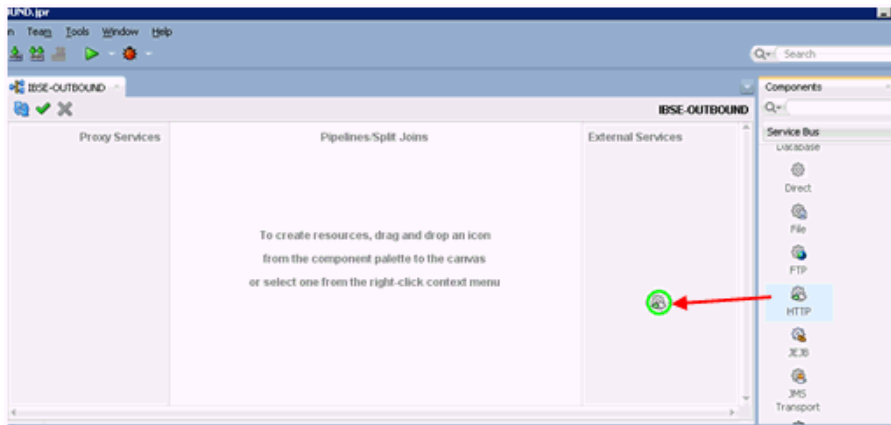 OUND.jpr
n Team Tools Window Help
Search
IBSE-OUTBOUND
Components
IBSE-OUTBOUND
Service Bus
Proxy Services
Pipelines/Split Joins
External Services
Database
Direct
File
FTP
HTTP
JEJB
JMS
Transport
To create resources, drag and drop an icon
from the component palette to the canvas
or select one from the right-click context menu